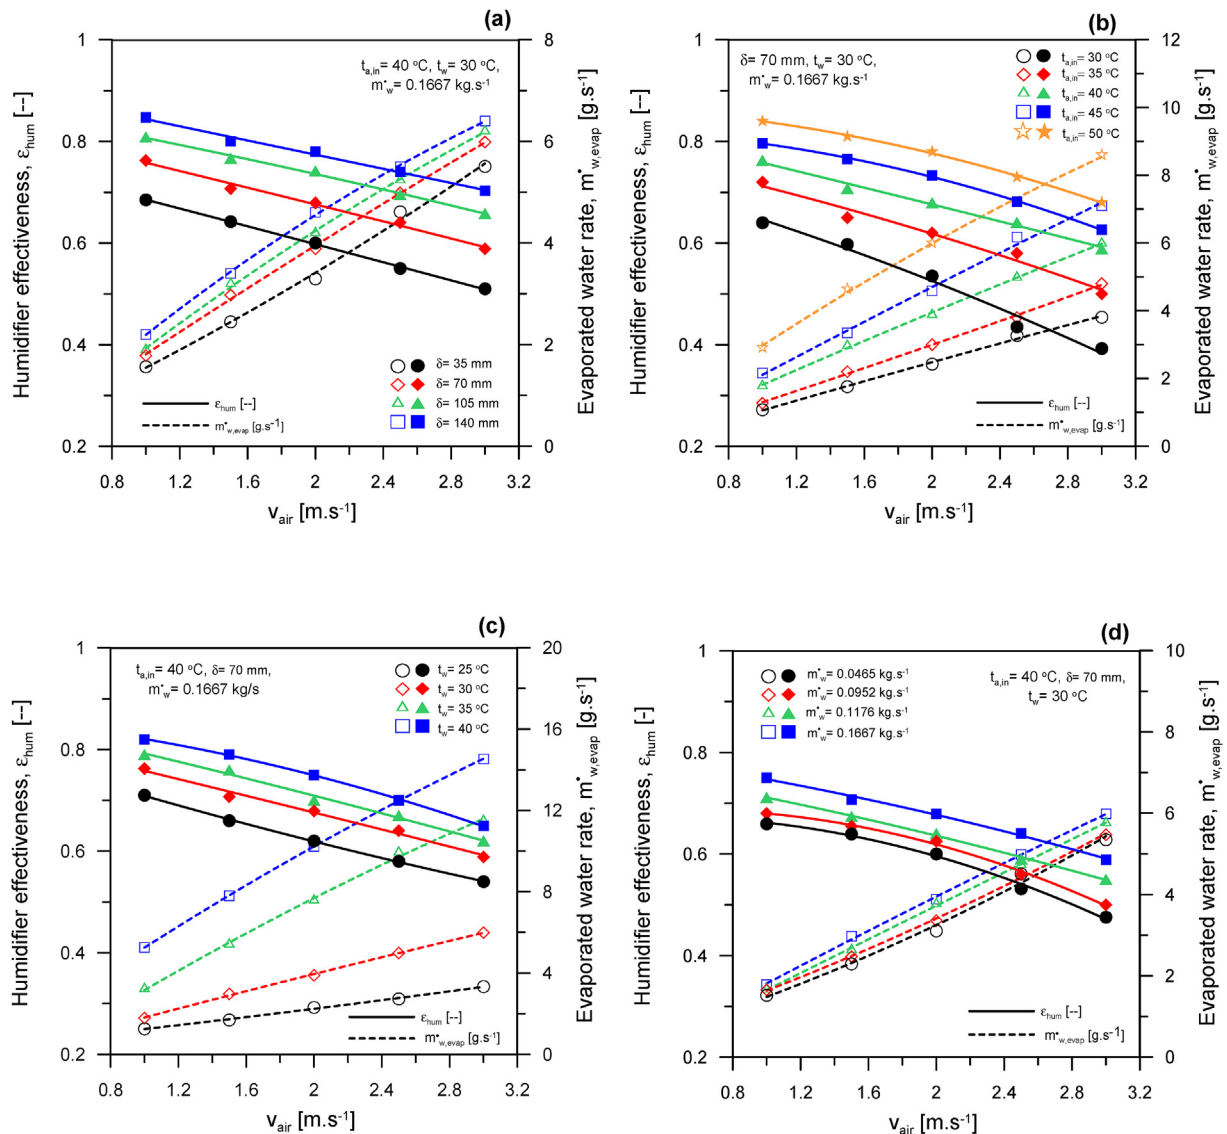 (a)
t_a,in= 40 °C, t_w= 30 °C,
m•_w= 0.1667 kg.s⁻¹
1
0.8
0.6
0.4
0.2
Humidifier effectiveness, ε_hum [--]
8
6
4
2
0
Evaporated water rate, m•_w,evap [g.s⁻¹]
δ= 35 mm
δ= 70 mm
δ= 105 mm
δ= 140 mm
ε_hum [--]
m•_w,evap [g.s⁻¹]
0.8 1.2 1.6 2 2.4 2.8 3.2
v_air [m.s⁻¹]
(b)
δ= 70 mm, t_w= 30 °C,
m•_w= 0.1667 kg.s⁻¹
t_a,in= 30 °C
t_a,in= 35 °C
t_a,in= 40 °C
t_a,in= 45 °C
t_a,in= 50 °C
1
0.8
0.6
0.4
0.2
Humidifier effectiveness, ε_hum [--]
12
10
8
6
4
2
0
Evaporated water rate, m•_w,evap [g.s⁻¹]
ε_hum [--]
m•_w,evap [g.s⁻¹]
0.8 1.2 1.6 2 2.4 2.8 3.2
v_air [m.s⁻¹]
(c)
t_a,in= 40 °C, δ= 70 mm,
m•_w= 0.1667 kg/s
t_w= 25 °C
t_w= 30 °C
t_w= 35 °C
t_w= 40 °C
1
0.8
0.6
0.4
0.2
Humidifier effectiveness, ε_hum [--]
20
16
12
8
4
0
Evaporated water rate, m•_w,evap [g.s⁻¹]
ε_hum [--]
m•_w,evap [g.s⁻¹]
0.8 1.2 1.6 2 2.4 2.8 3.2
v_air [m.s⁻¹]
(d)
m•_w= 0.0465 kg.s⁻¹
m•_w= 0.0952 kg.s⁻¹
m•_w= 0.1176 kg.s⁻¹
m•_w= 0.1667 kg.s⁻¹
t_a,in= 40 °C, δ= 70 mm,
t_w= 30 °C
1
0.8
0.6
0.4
0.2
Humidifier effectiveness, ε_hum [-]
10
8
6
4
2
0
Evaporated water rate, m•_w,evap [g.s⁻¹]
ε_hum [--]
m•_w,evap [g.s⁻¹]
0.8 1.2 1.6 2 2.4 2.8 3.2
v_air [m.s⁻¹]